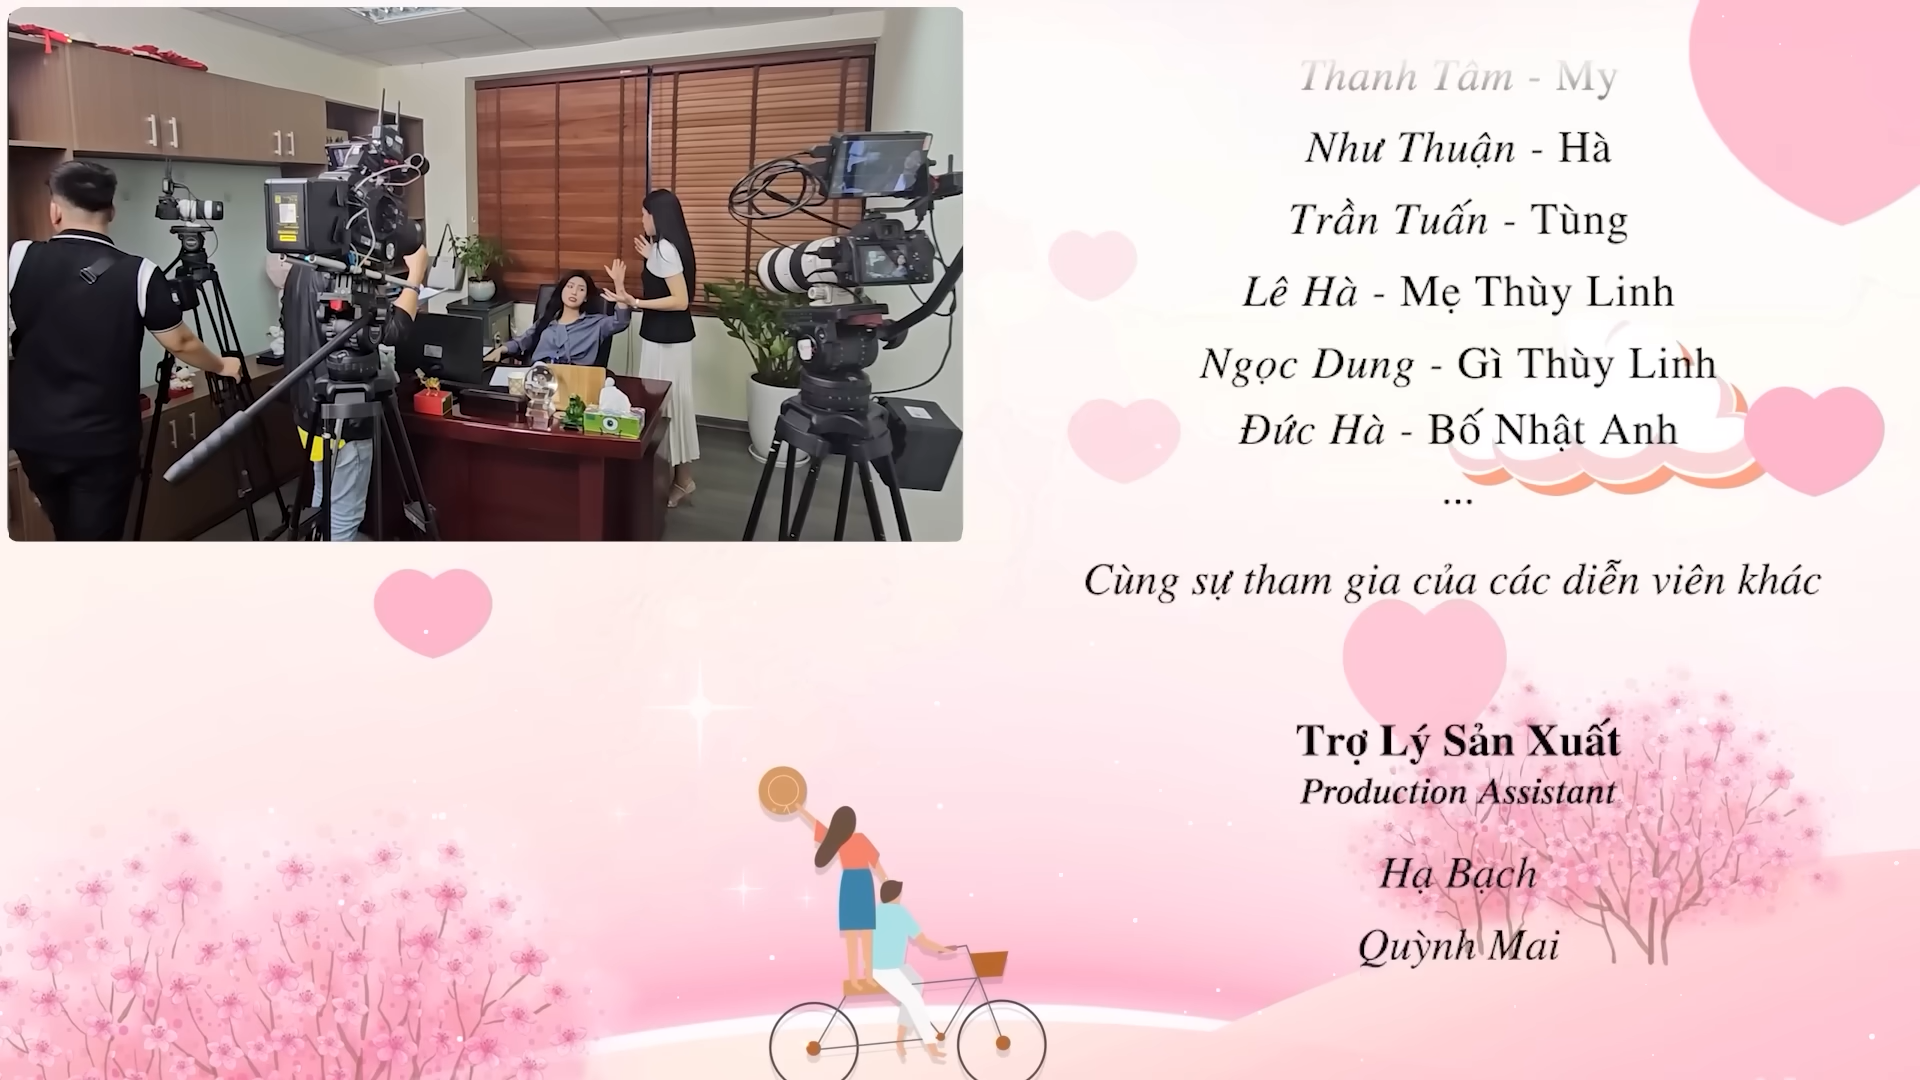 Thanh Tâm - My
Như Thuận - Hà
Trần Tuấn - Tùng
Lê Hà - Mẹ Thùy Linh
Ngọc Dung - Gì Thùy Linh
Đức Hà - Bố Nhật Anh
...
Cùng sự tham gia của các diễn viên khác
Trợ Lý Sản Xuất
Production Assistant
Hạ Bạch
Quỳnh Mai